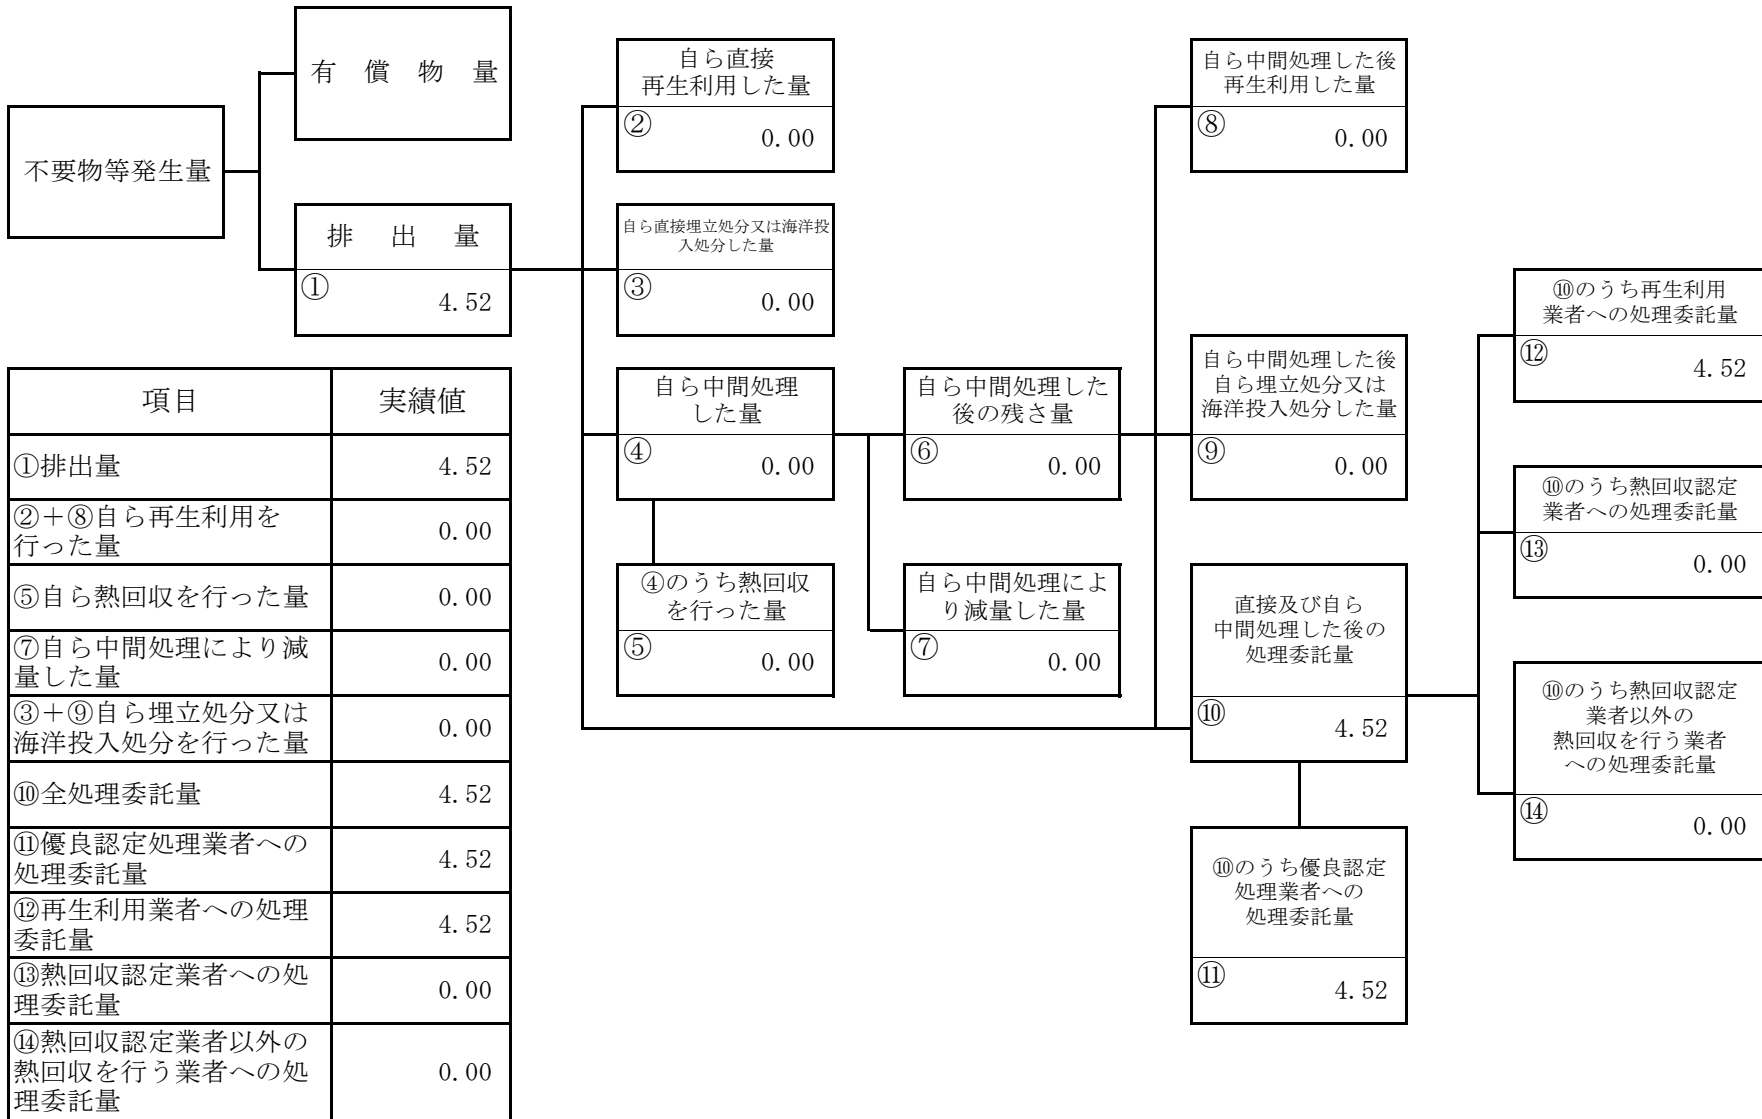 有償物量
不要物等発生量
排出量
①
4.52
自ら直接
再生利用した量
②
0.00
自ら直接埋立処分又は海洋投
入処分した量
③
0.00
自ら中間処理
した量
④
0.00
④のうち熱回収
を行った量
⑤
0.00
自ら中間処理した
後の残さ量
⑥
0.00
自ら中間処理によ
り減量した量
⑦
0.00
自ら中間処理した後
再生利用した量
⑧
0.00
自ら中間処理した後
自ら埋立処分又は
海洋投入処分した量
⑨
0.00
直接及び自ら
中間処理した後の
処理委託量
⑩
4.52
⑩のうち優良認定
処理業者への
処理委託量
⑪
4.52
⑩のうち再生利用
業者への処理委託量
⑫
4.52
⑩のうち熱回収認定
業者への処理委託量
⑬
0.00
⑩のうち熱回収認定
業者以外の
熱回収を行う業者
への処理委託量
⑭
0.00
項目 実績値
①排出量 4.52
②＋⑧自ら再生利用を
行った量 0.00
⑤自ら熱回収を行った量 0.00
⑦自ら中間処理により減
量した量 0.00
③＋⑨自ら埋立処分又は
海洋投入処分を行った量 0.00
⑩全処理委託量 4.52
⑪優良認定処理業者への
処理委託量 4.52
⑫再生利用業者への処理
委託量 4.52
⑬熱回収認定業者への処
理委託量 0.00
⑭熱回収認定業者以外の
熱回収を行う業者への処
理委託量 0.00